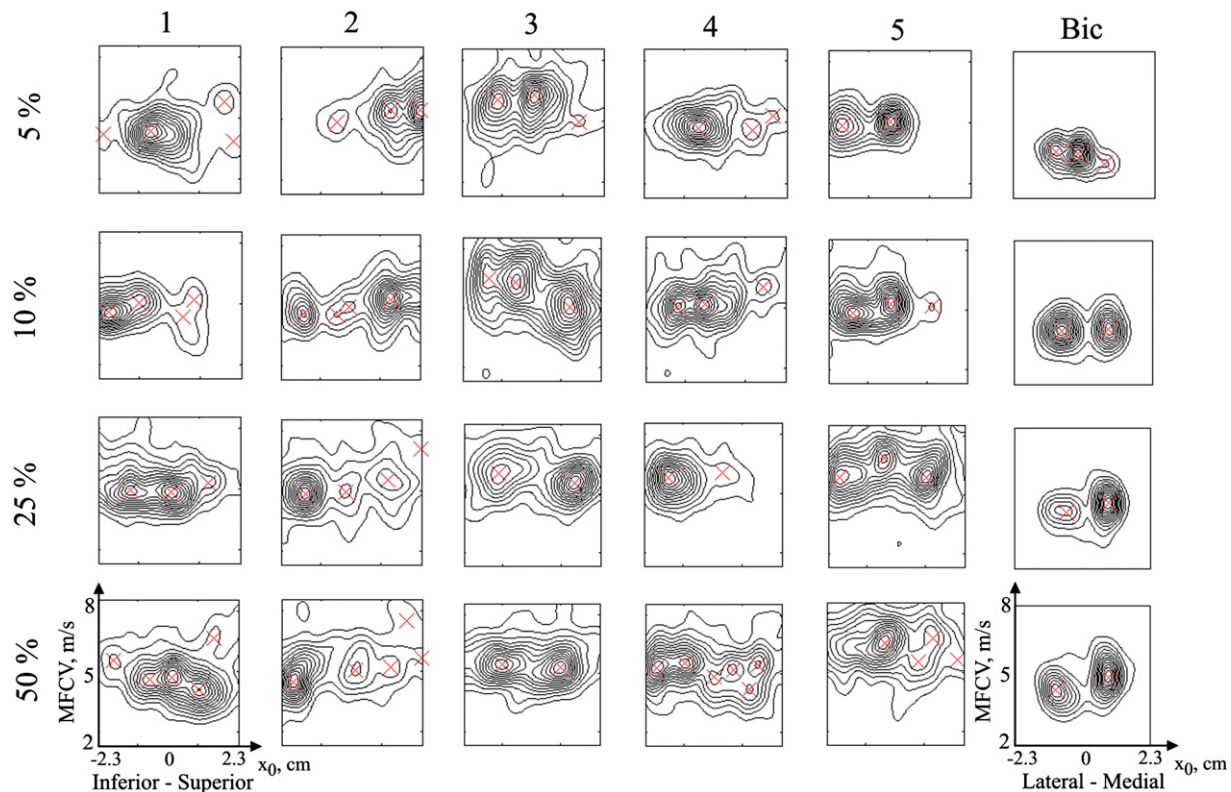 1 2 3 4 5 Bic
5 %
10 %
25 %
50 %
MFCV, m/s
8
5
2
-2.3 0 2.3 x0, cm
Inferior - Superior
MFCV, m/s
8
5
2
-2.3 0 2.3 x0, cm
Lateral - Medial